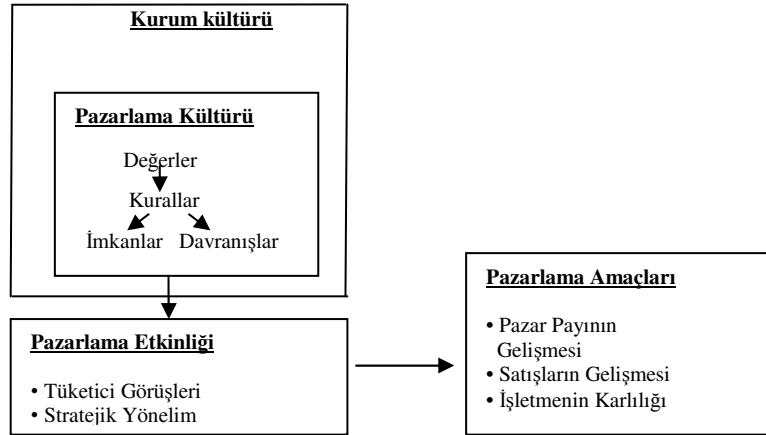 Kurum kültürü
Pazarlama Kültürü
Değerler
Kurallar
İmkanlar Davranışlar
Pazarlama Etkinliği
• Tüketici Görüşleri
• Stratejik Yönelim
Pazarlama Amaçları
• Pazar Payının
Gelişmesi
• Satışların Gelişmesi
• İşletmenin Karlılığı